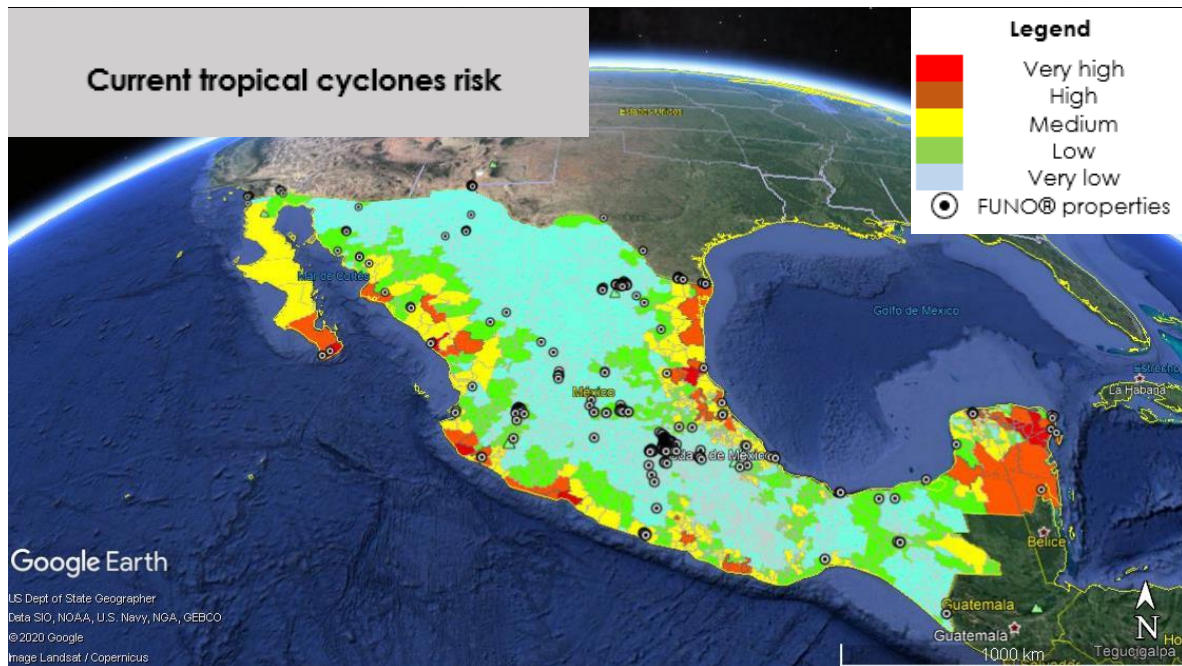 Current tropical cyclones risk
Legend
Very high
High
Medium
Low
Very low
FUNO® properties
Estados Unidos
Mar de Cortés
Golfo de México
La Habana
México
de México
Belice
Guatemala
Guatemala
Tegucigalpa
1000 km
N
Google Earth
US Dept of State Geographer
Data SIO, NOAA, U.S. Navy, NGA, GEBCO
©2020 Google
Image Landsat / Copernicus